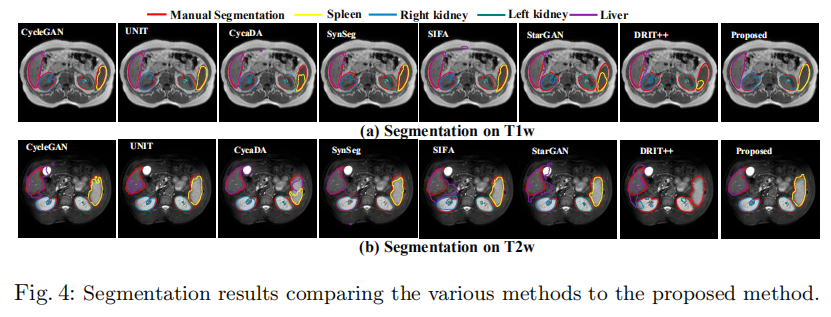 Manual Segmentation Spleen Right kidney Left kidney Liver
CycleGAN UNIT CycaDA SynSeg SIFA StarGAN DRIT++ Proposed
(a) Segmentation on T1w
CycleGAN UNIT CycaDA SynSeg SIFA StarGAN DRIT++ Proposed
(b) Segmentation on T2w
Fig. 4: Segmentation results comparing the various methods to the proposed method.